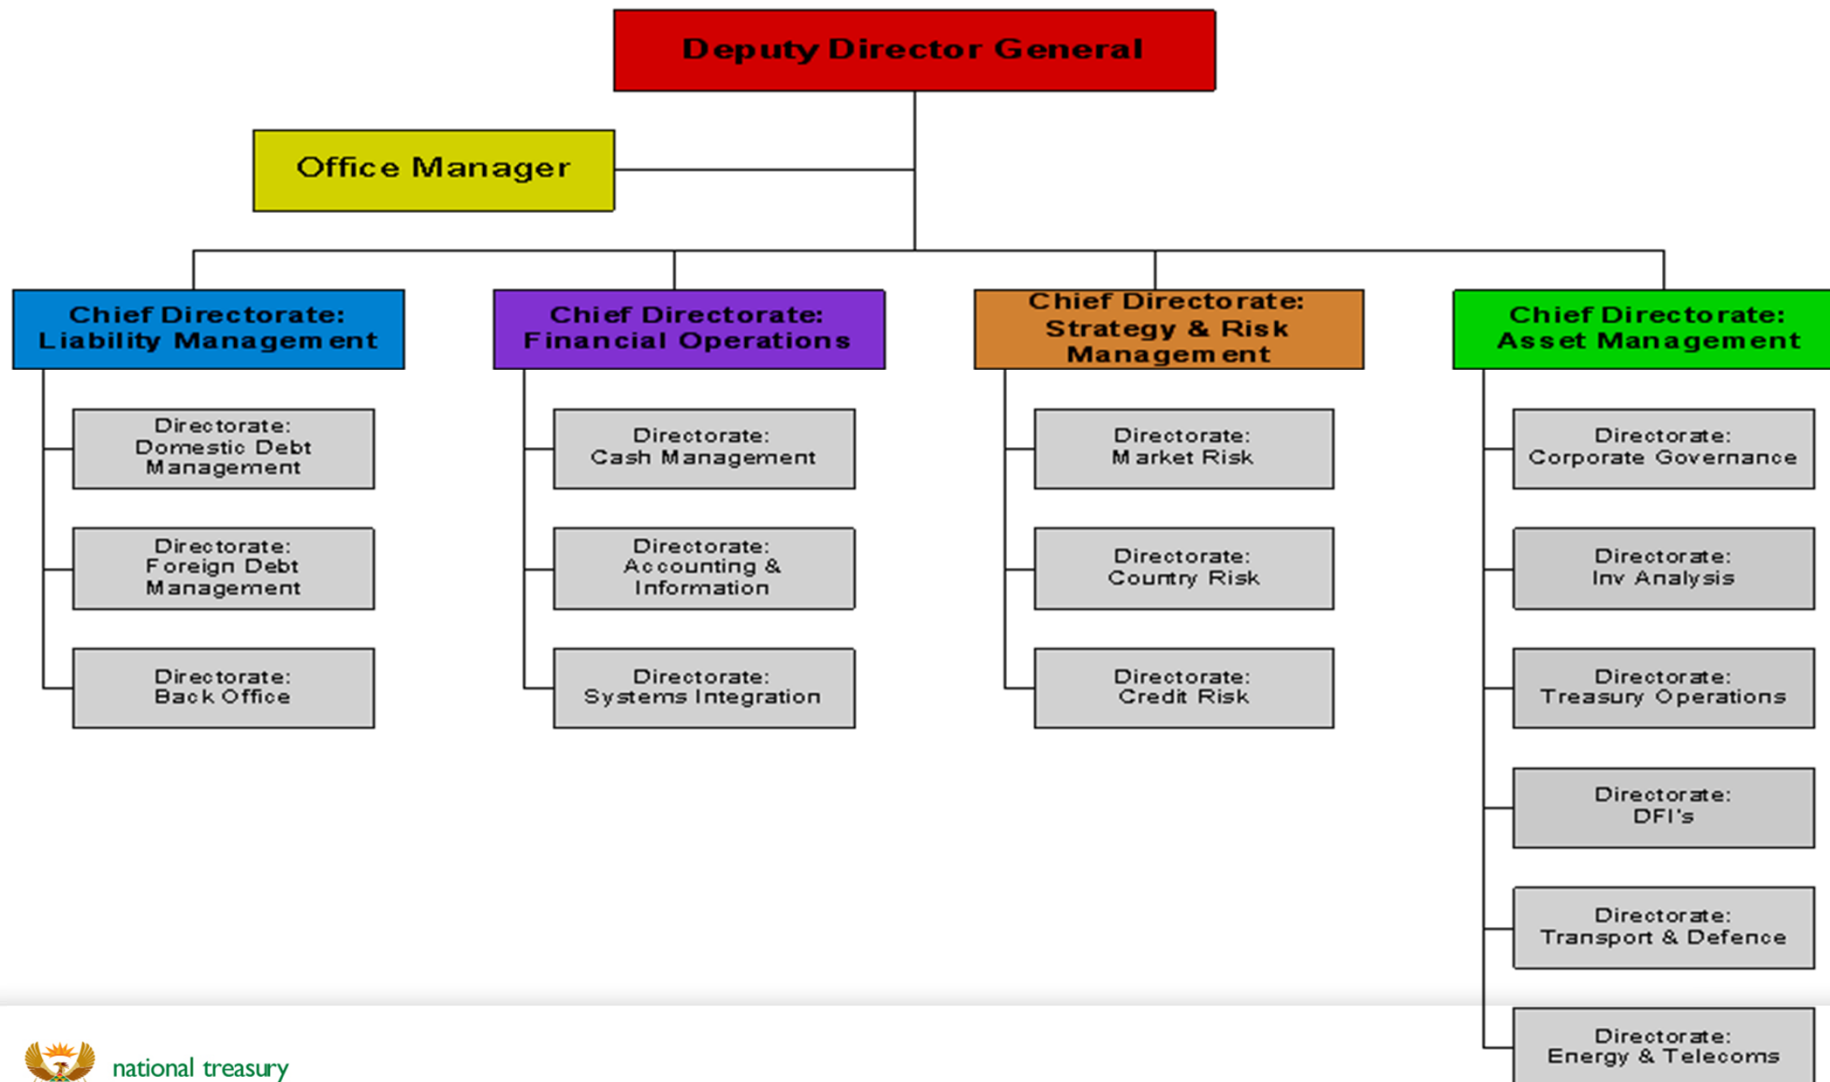 Deputy Director General
Office Manager
Chief Directorate:
Liability Management
Chief Directorate:
Financial Operations
Chief Directorate:
Strategy & Risk
Management
Chief Directorate:
Asset Management
Directorate:
Domestic Debt
Management
Directorate:
Foreign Debt
Management
Directorate:
Back Office
Directorate:
Cash Management
Directorate:
Accounting &
Information
Directorate:
Systems Integration
Directorate:
Market Risk
Directorate:
Country Risk
Directorate:
Credit Risk
Directorate:
Corporate Governance
Directorate:
Inv Analysis
Directorate:
Treasury Operations
Directorate:
DFI's
Directorate:
Transport & Defence
Directorate:
Energy & Telecoms
national treasury